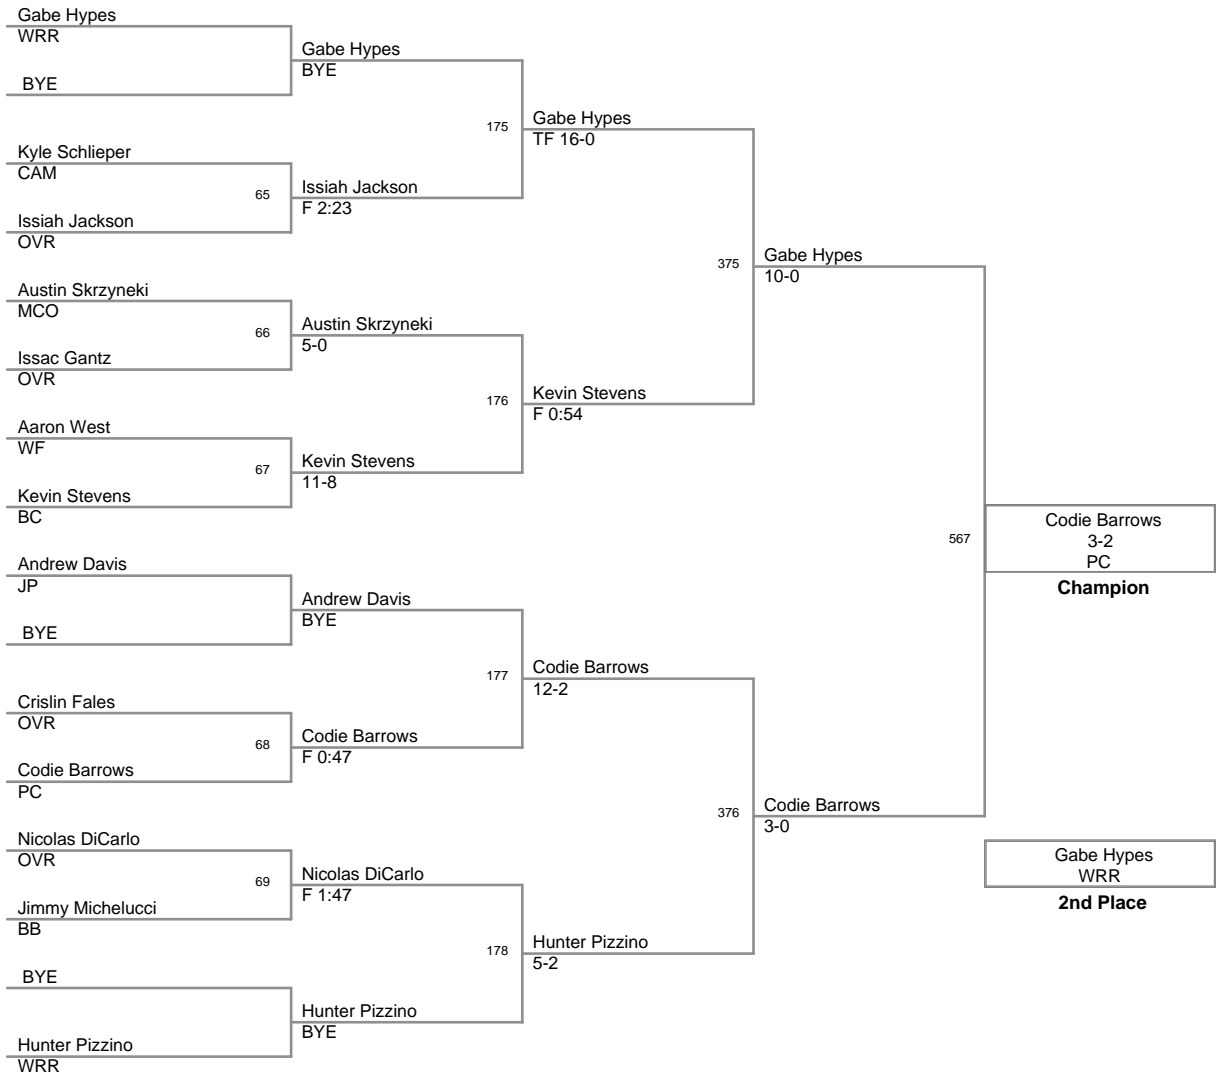 Gabe Hypes
WRR
BYE
Kyle Schlieper
CAM
Issiah Jackson
OVR
Austin Skrzyneki
MCO
Issac Gantz
OVR
Aaron West
WF
Kevin Stevens
BC
Andrew Davis
JP
BYE
Crislin Fales
OVR
Codie Barrows
PC
Nicolas DiCarlo
OVR
Jimmy Michelucci
BB
BYE
Hunter Pizzino
WRR
65
66
67
68
69
Gabe Hypes
BYE
Issiah Jackson
F 2:23
Austin Skrzyneki
5-0
Kevin Stevens
11-8
Andrew Davis
BYE
Codie Barrows
F 0:47
Nicolas DiCarlo
F 1:47
Hunter Pizzino
BYE
175
176
177
178
Gabe Hypes
TF 16-0
Kevin Stevens
F 0:54
Codie Barrows
12-2
Hunter Pizzino
5-2
375
376
Gabe Hypes
10-0
Codie Barrows
3-0
567
Codie Barrows
3-2
PC
Champion
Gabe Hypes
WRR
2nd Place